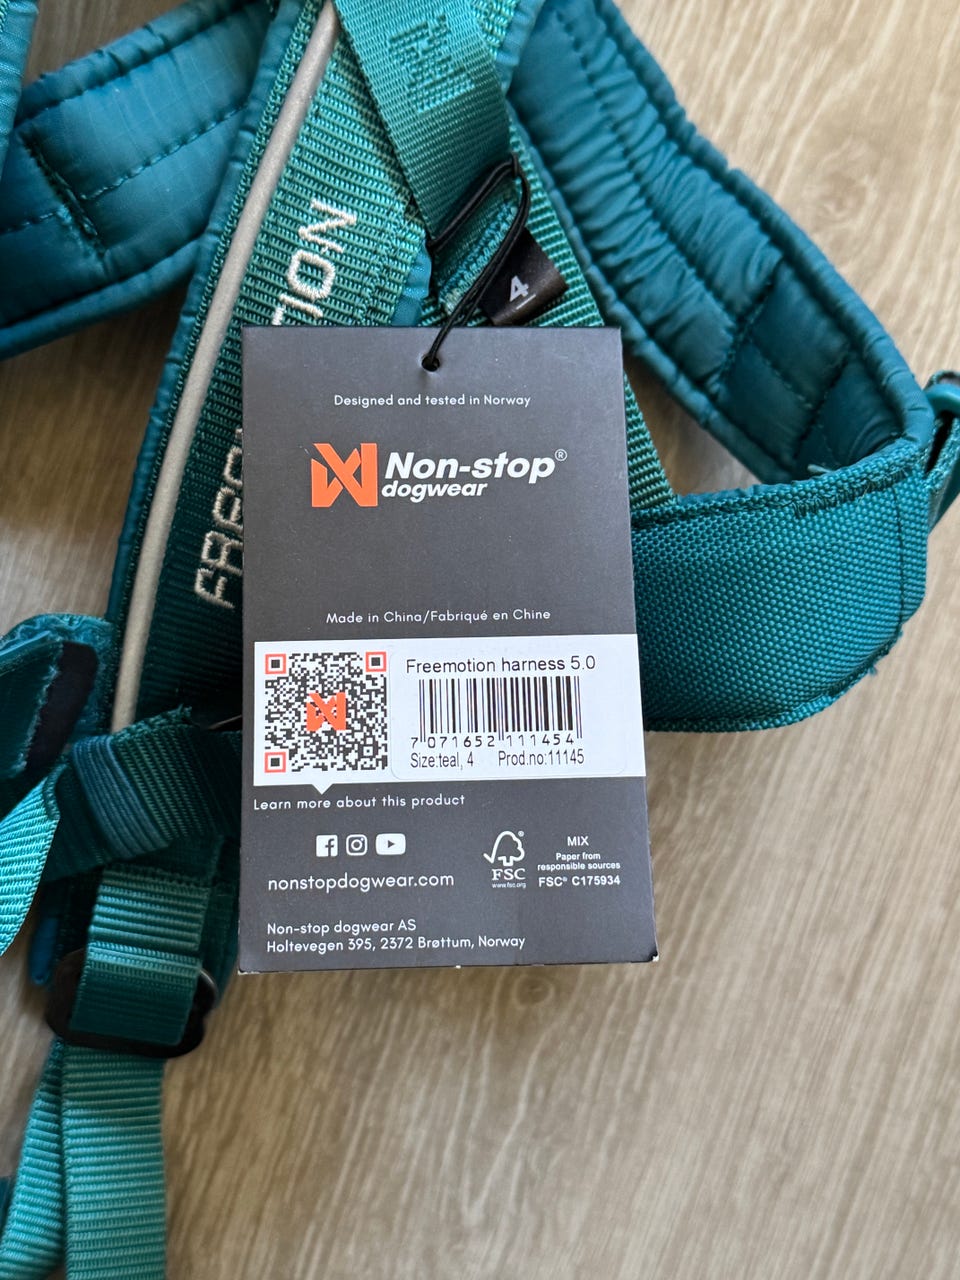 4
Designed and tested in Norway
Non-stop®
dogwear
Made in China/Fabriqué en Chine
Freemotion harness 5.0
7 071652 111454
Size:teal, 4 Prod.no:11145
Learn more about this product
nonstopdogwear.com
FSC
www.fsc.org
MIX
Paper from
responsible sources
FSC® C175934
Non-stop dogwear AS
Holtevegen 395, 2372 Brøttum, Norway